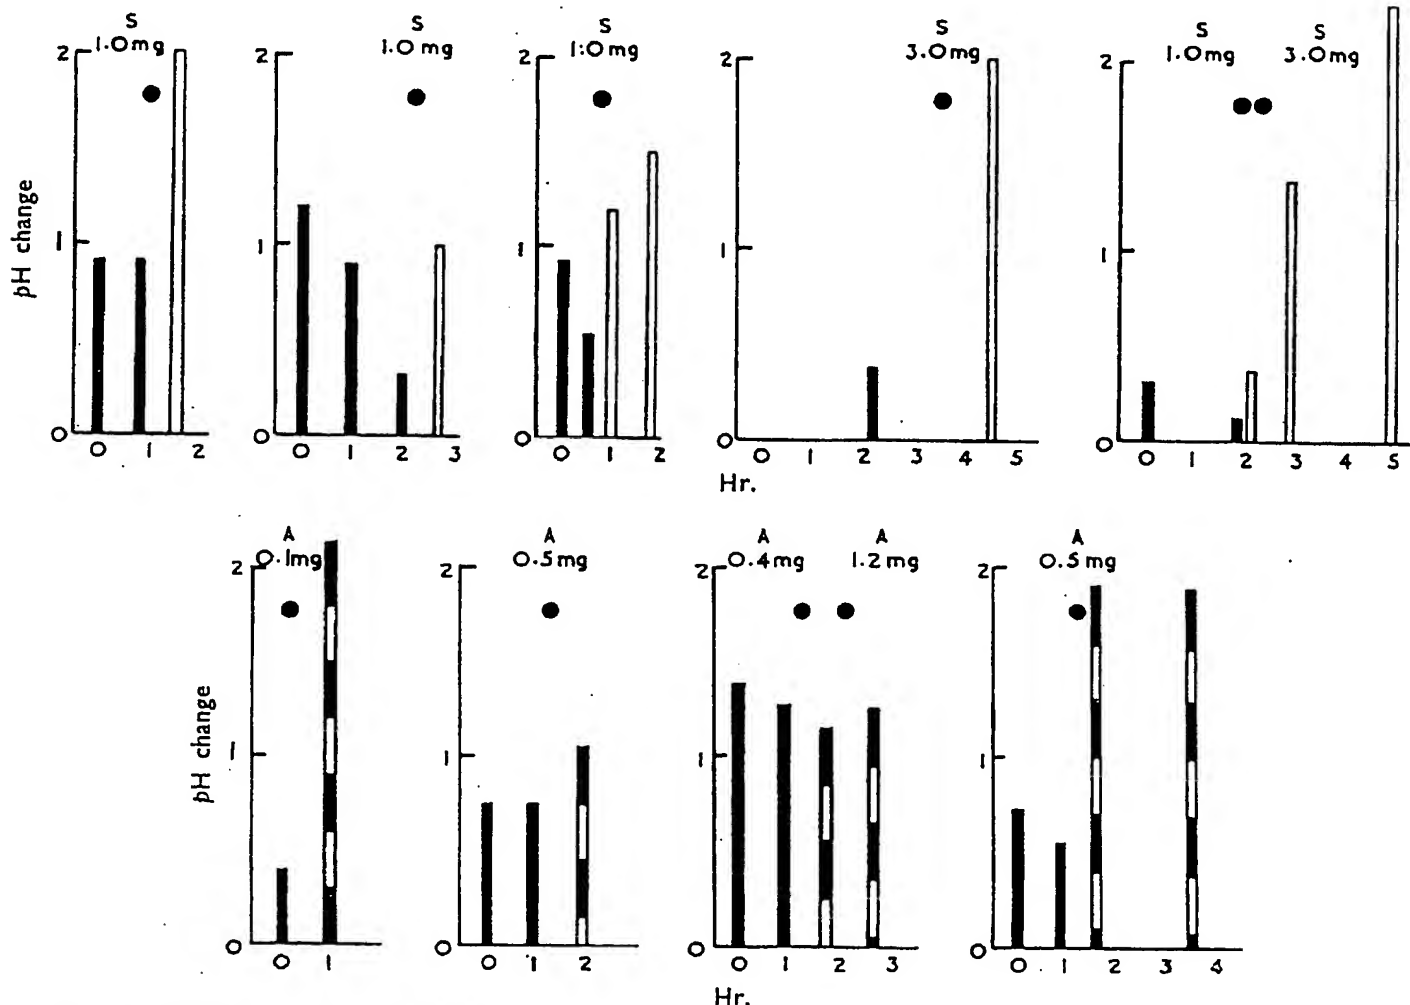 S S S S S S
1.0mg 1.0mg 1:0mg 3.0mg 1.0mg 3.0mg
2 2 2 2 2
1 1 1 1 1
pH change
0 0 0 0 0
0 1 2 0 1 2 3 0 1 2 0 1 2 3 4 5 0 1 2 3 4 5
Hr.
A A A A A
0.1mg 0.5mg 0.4mg 1.2mg 0.5mg
2 2 2 2
1 1 1 1
pH change
0 0 0 0
0 1 0 1 2 0 1 2 3 0 1 2 3 4
Hr.